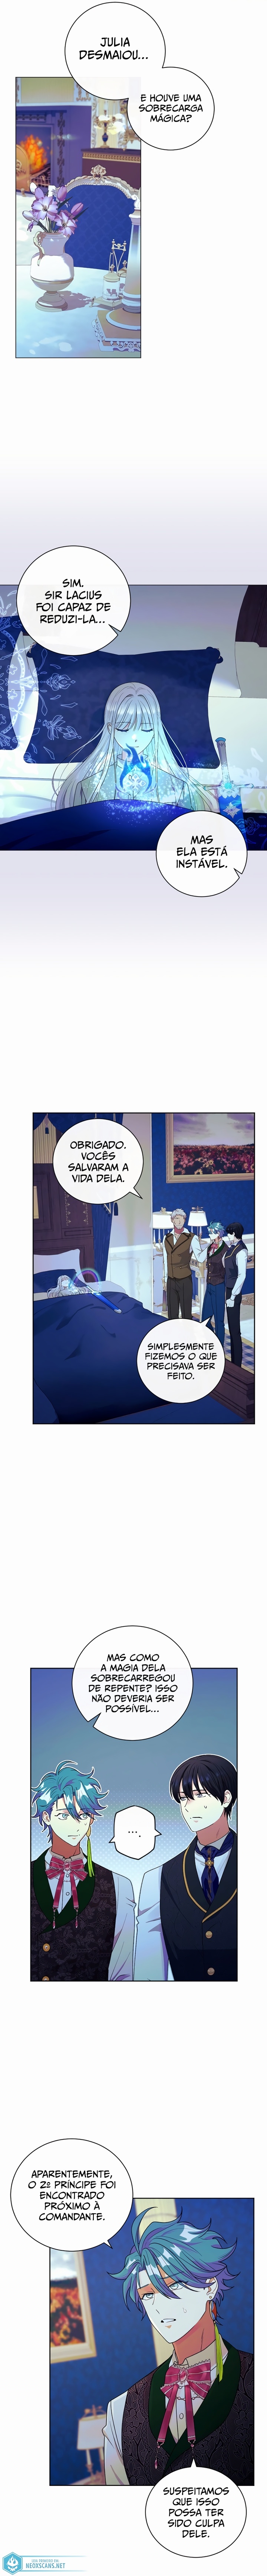 JULIA
DESMAIOU...
E HOUVE UMA
SOBRECARGA
MÁGICA?
SIM.
SIR LACIUS
FOI CAPAZ DE
REDUZI-LA...
MAS
ELA ESTÁ
INSTÁVEL.
OBRIGADO.
VOCÊS
SALVARAM A
VIDA DELA.
SIMPLESMENTE
FIZEMOS O QUE
PRECISAVA SER
FEITO.
MAS COMO
A MAGIA DELA
SOBRECARREGOU
DE REPENTE? ISSO
NÃO DEVERIA SER
POSSÍVEL...
...
APARENTEMENTE,
O 2º PRÍNCIPE FOI
ENCONTRADO
PRÓXIMO À
COMANDANTE.
SUSPEITAMOS
QUE ISSO
POSSA TER
SIDO CULPA
DELE.
LEIA PRIMEIRO EM
NEOXSCANS.NET